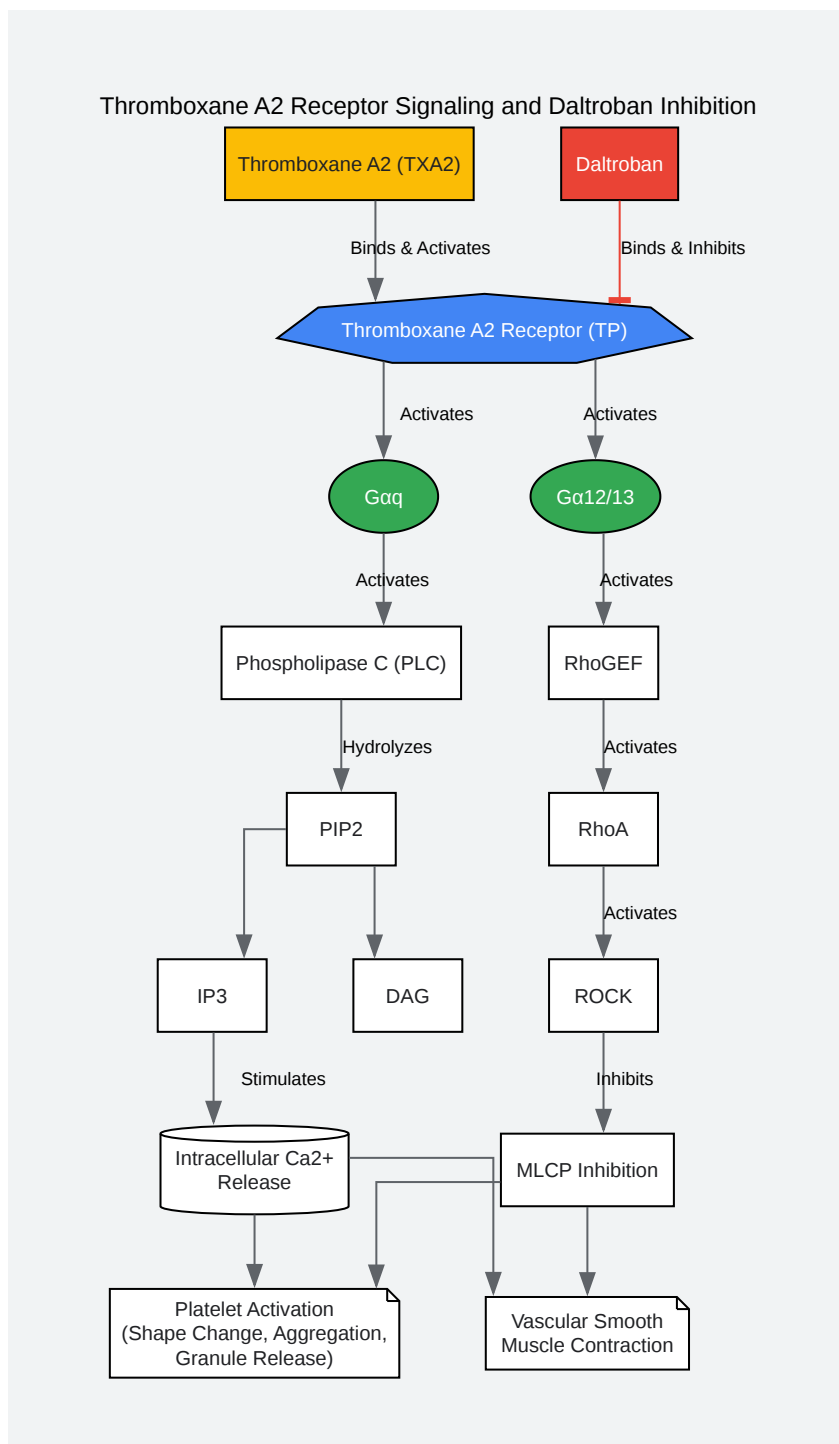 Thromboxane A2 Receptor Signaling and Daltroban Inhibition
Thromboxane A2 (TXA2)
Daltroban
Binds & Activates
Binds & Inhibits
Thromboxane A2 Receptor (TP)
Activates
Activates
Gαq
Gα12/13
Activates
Activates
Phospholipase C (PLC)
RhoGEF
Hydrolyzes
Activates
PIP2
RhoA
Activates
IP3
DAG
ROCK
Stimulates
Inhibits
Intracellular Ca2+
Release
MLCP Inhibition
Platelet Activation
(Shape Change, Aggregation,
Granule Release)
Vascular Smooth
Muscle Contraction